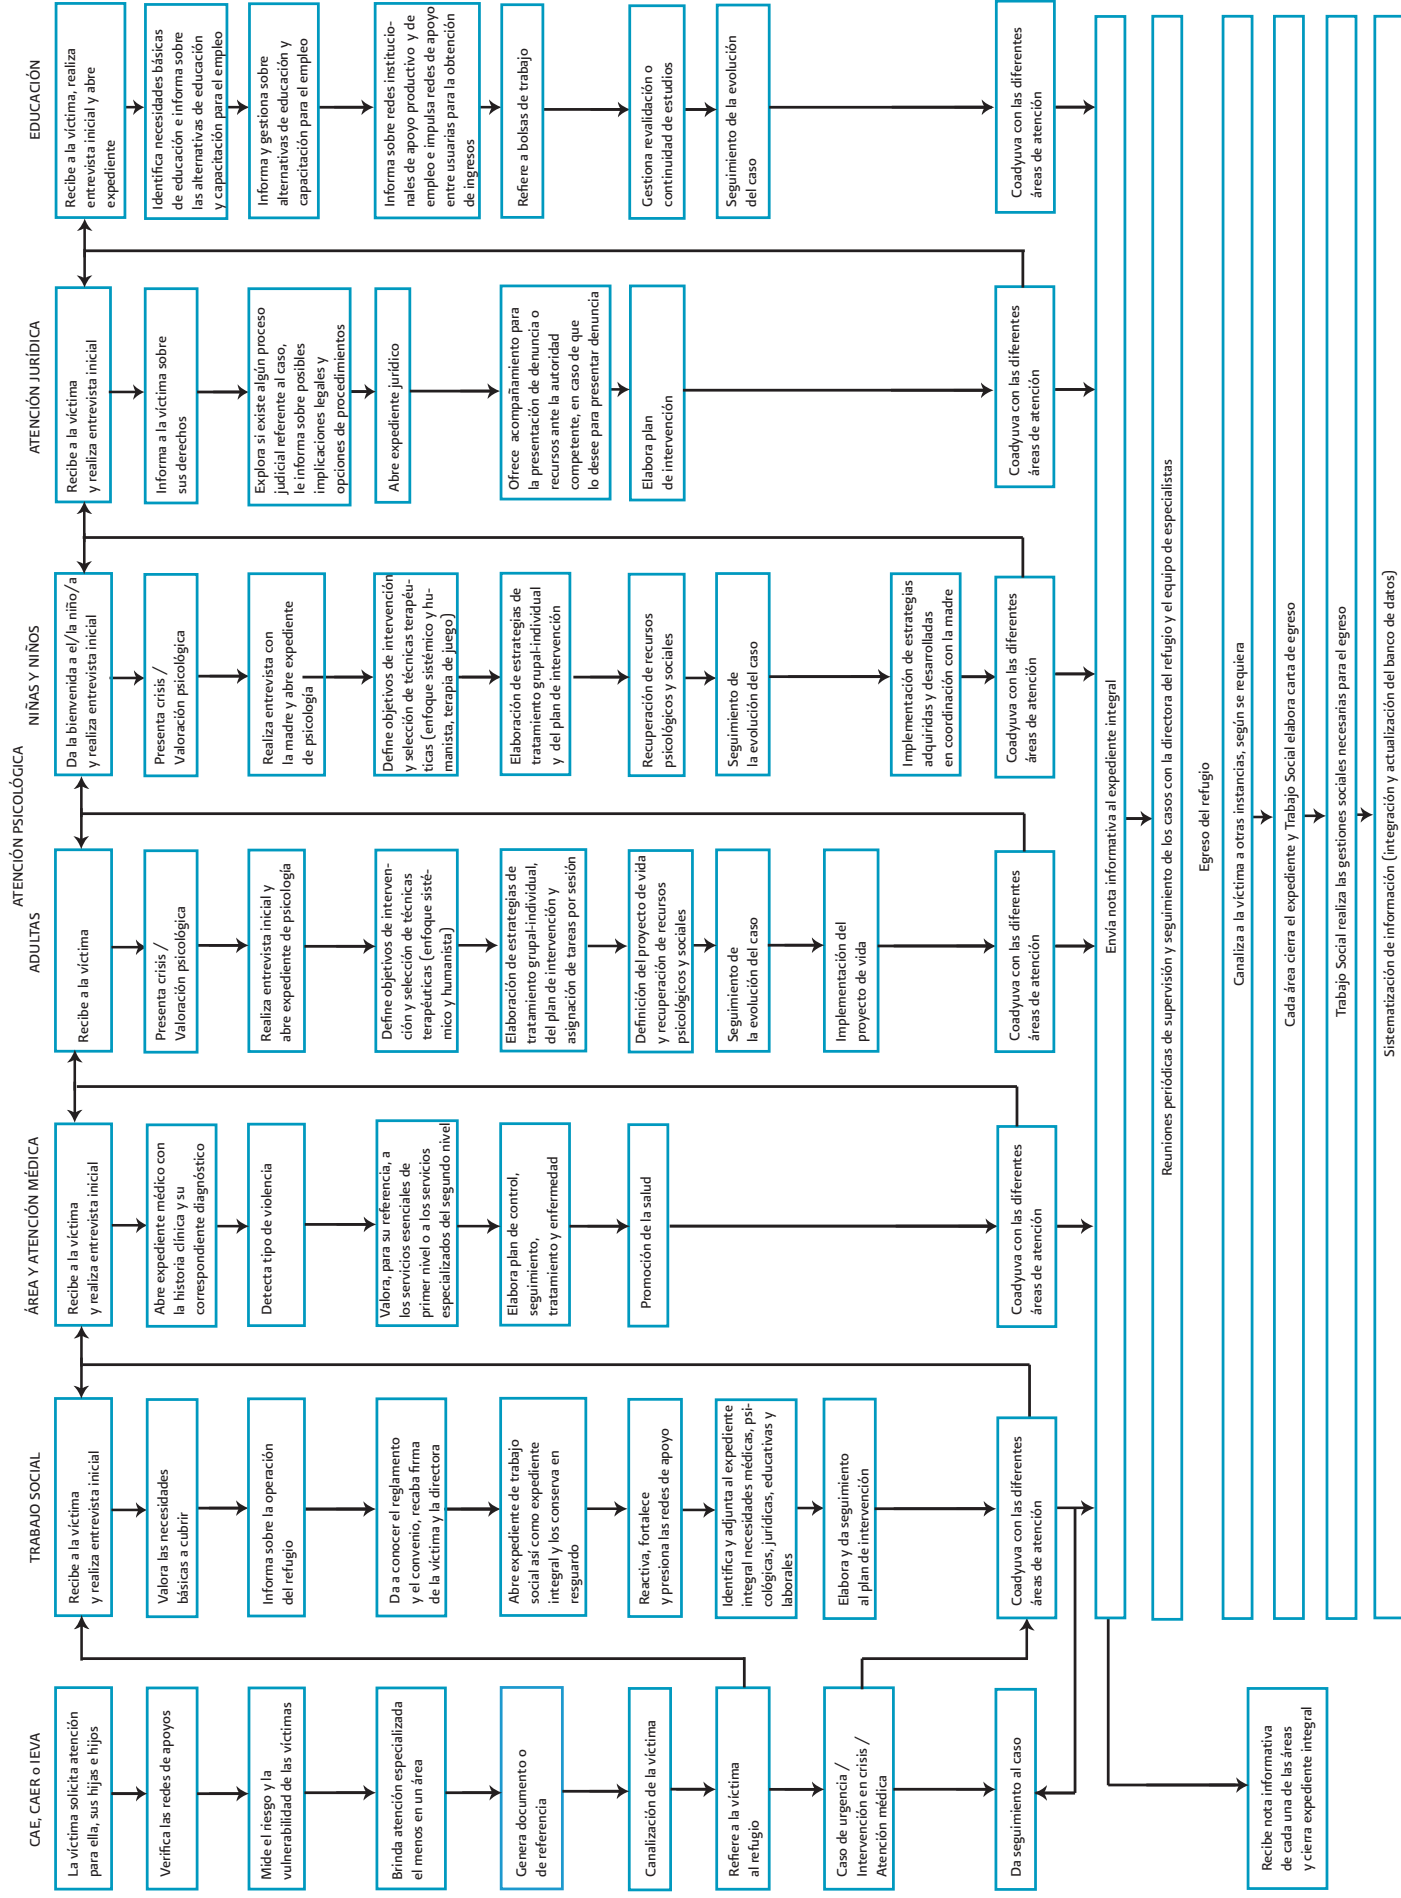 CAE, CAER o IEVA
La víctima solicita atención
para ella, sus hijas e hijos
Verifica las redes de apoyos
Mide el riesgo y la
vulnerabilidad de las víctimas
Brinda atención especializada
el menos en un área
Genera documento o
de referencia
Canalización de la víctima
Refiere a la víctima
al refugio
Caso de urgencia /
Intervención en crisis /
Atención médica
Da seguimiento al caso
Recibe nota informativa
de cada una de las áreas
y cierra expediente integral
TRABAJO SOCIAL
Recibe a la víctima
y realiza entrevista inicial
Valora las necesidades
básicas a cubrir
Informa sobre la operación
del refugio
Da a conocer el reglamento
y el convenio, recaba firma
de la víctima y la directora
Abre expediente de trabajo
social así como expediente
integral y los conserva en
resguardo
Reactiva, fortalece
y presiona las redes de apoyo
Identifica y adjunta al expediente
integral necesidades médicas, psi-
cológicas, jurídicas, educativas y
laborales
Elabora y da seguimiento
al plan de intervención
Coadyuva con las diferentes
áreas de atención
ÁREA Y ATENCIÓN MÉDICA
Recibe a la víctima
y realiza entrevista inicial
Abre expediente médico con
la historia clínica y su
correspondiente diagnóstico
Detecta tipo de violencia
Valora, para su referencia, a
los servicios esenciales de
primer nivel o a los servicios
especializados del segundo nivel
Elabora plan de control,
seguimiento,
tratamiento y enfermedad
Promoción de la salud
Coadyuva con las diferentes
áreas de atención
ATENCIÓN PSICOLÓGICA
ADULTAS
Recibe a la víctima
Presenta crisis /
Valoración psicológica
Realiza entrevista inicial y
abre expediente de psicología
Define objetivos de interven-
ción y selección de técnicas
terapéuticas (enfoque sisté-
mico y humanista)
Elaboración de estrategias de
tratamiento grupal-individual,
del plan de intervención y
asignación de tareas por sesión
Definición del proyecto de vida
y recuperación de recursos
psicológicos y sociales
Seguimiento de
la evolución del caso
Implementación del
proyecto de vida
Coadyuva con las diferentes
áreas de atención
NIÑAS Y NIÑOS
Da la bienvenida a el/la niño/a
y realiza entrevista inicial
Presenta crisis /
Valoración psicológica
Realiza entrevista con
la madre y abre expediente
de psicología
Define objetivos de intervención
y selección de técnicas terapéu-
ticas (enfoque sistémico y hu-
manista, terapia de juego)
Elaboración de estrategias de
tratamiento grupal-individual
y del plan de intervención
Recuperación de recursos
psicológicos y sociales
Seguimiento de
la evolución del caso
Implementación de estrategias
adquiridas y desarrolladas
en coordinación con la madre
Coadyuva con las diferentes
áreas de atención
ATENCIÓN JURÍDICA
Recibe a la víctima
y realiza entrevista inicial
Informa a la víctima sobre
sus derechos
Explora si existe algún proceso
judicial referente al caso,
le informa sobre posibles
implicaciones legales y
opciones de procedimientos
Abre expediente jurídico
Ofrece acompañamiento para
la presentación de denuncia o
recursos ante la autoridad
competente, en caso de que
lo desee para presentar denuncia
Elabora plan
de intervención
Coadyuva con las diferentes
áreas de atención
EDUCACIÓN
Recibe a la víctima, realiza
entrevista inicial y abre
expediente
Identifica necesidades básicas
de educación e informa sobre
las alternativas de educación
y capacitación para el empleo
Informa y gestiona sobre
alternativas de educación y
capacitación para el empleo
Informa sobre redes institucio-
nales de apoyo productivo y de
empleo e impulsa redes de apoyo
entre usuarias para la obtención
de ingresos
Refiere a bolsas de trabajo
Gestiona revalidación o
continuidad de estudios
Seguimiento de la evolución
del caso
Coadyuva con las diferentes
áreas de atención
Envía nota informativa al expediente integral
Reuniones periódicas de supervisión y seguimiento de los casos con la directora del refugio y el equipo de especialistas
Egreso del refugio
Canaliza a la víctima a otras instancias, según se requiera
Cada área cierra el expediente y Trabajo Social elabora carta de egreso
Trabajo Social realiza las gestiones sociales necesarias para el egreso
Sistematización de información (integración y actualización del banco de datos)